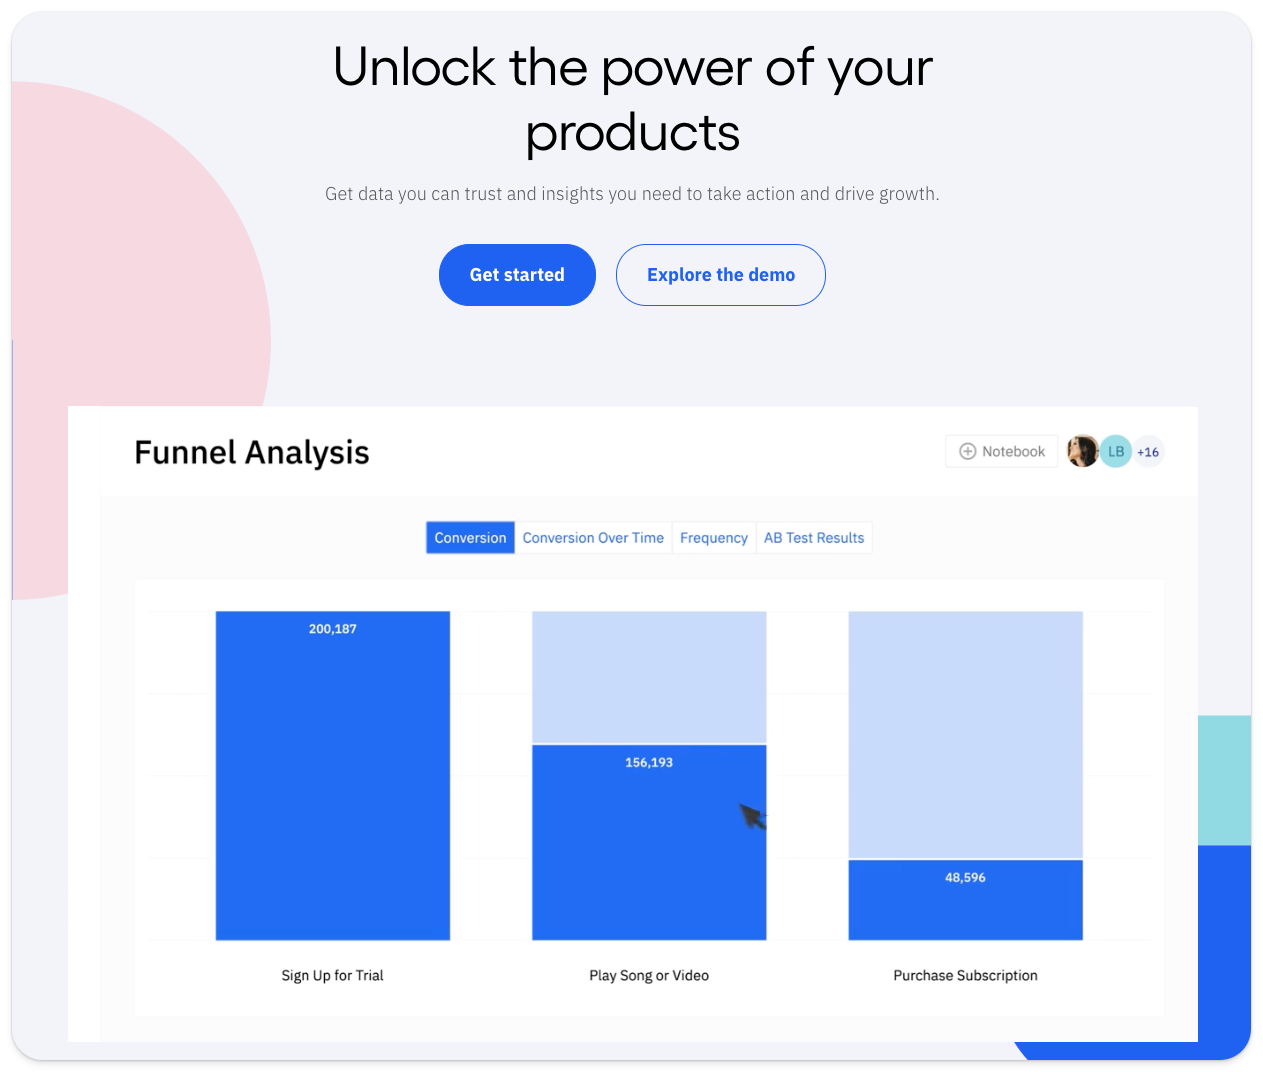 Unlock the power of your
products
Get data you can trust and insights you need to take action and drive growth.
Get started
Explore the demo
Funnel Analysis
Notebook
LB
+16
Conversion
Conversion Over Time
Frequency
AB Test Results
200,187
156,193
48,596
Sign Up for Trial
Play Song or Video
Purchase Subscription